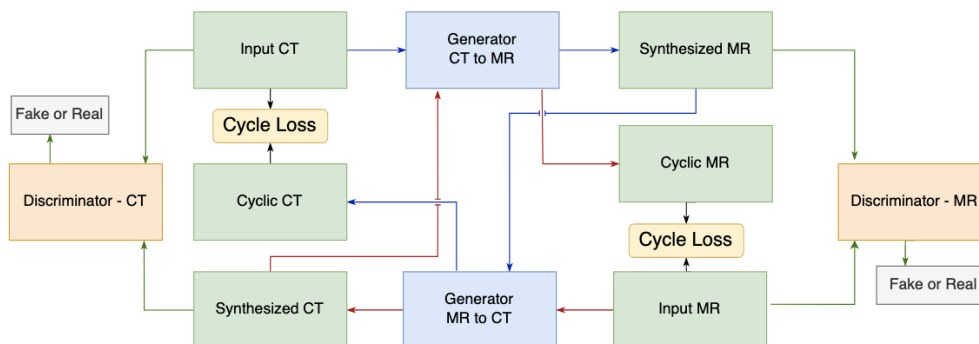 Input CT
Generator
CT to MR
Synthesized MR
Fake or Real
Cycle Loss
Discriminator - CT
Cyclic CT
Cyclic MR
Discriminator - MR
Cycle Loss
Fake or Real
Synthesized CT
Generator
MR to CT
Input MR